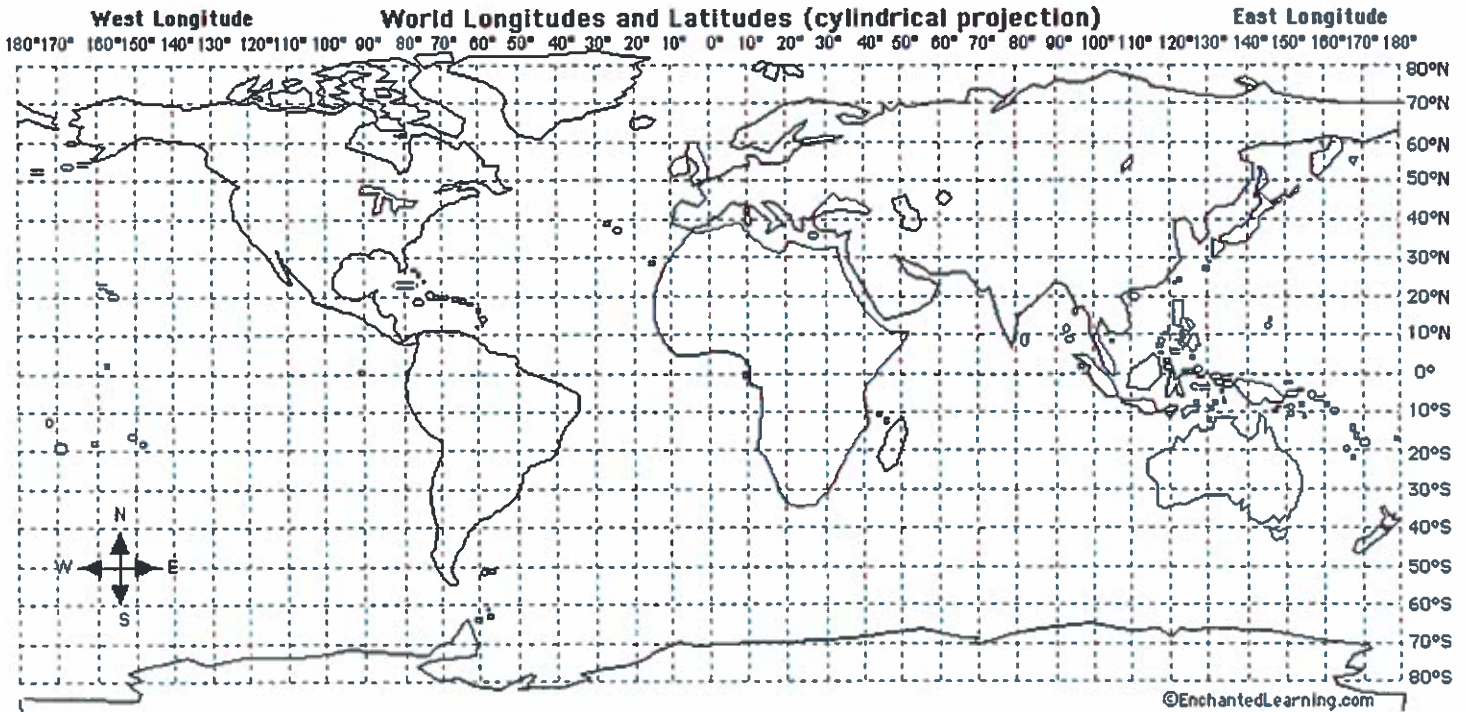 West Longitude World Longitudes and Latitudes (cylindrical projection) East Longitude
180° 170° 160° 150° 140° 130° 120° 110° 100° 90° 80° 70° 60° 50° 40° 30° 20° 10° 0° 10° 20° 30° 40° 50° 60° 70° 80° 90° 100° 110° 120° 130° 140° 150° 160° 170° 180°
80°N
70°N
60°N
50°N
40°N
30°N
20°N
10°N
0°
10°S
20°S
30°S
N
40°S
W E 50°S
S 60°S
70°S
80°S
©EnchantedLearning.com